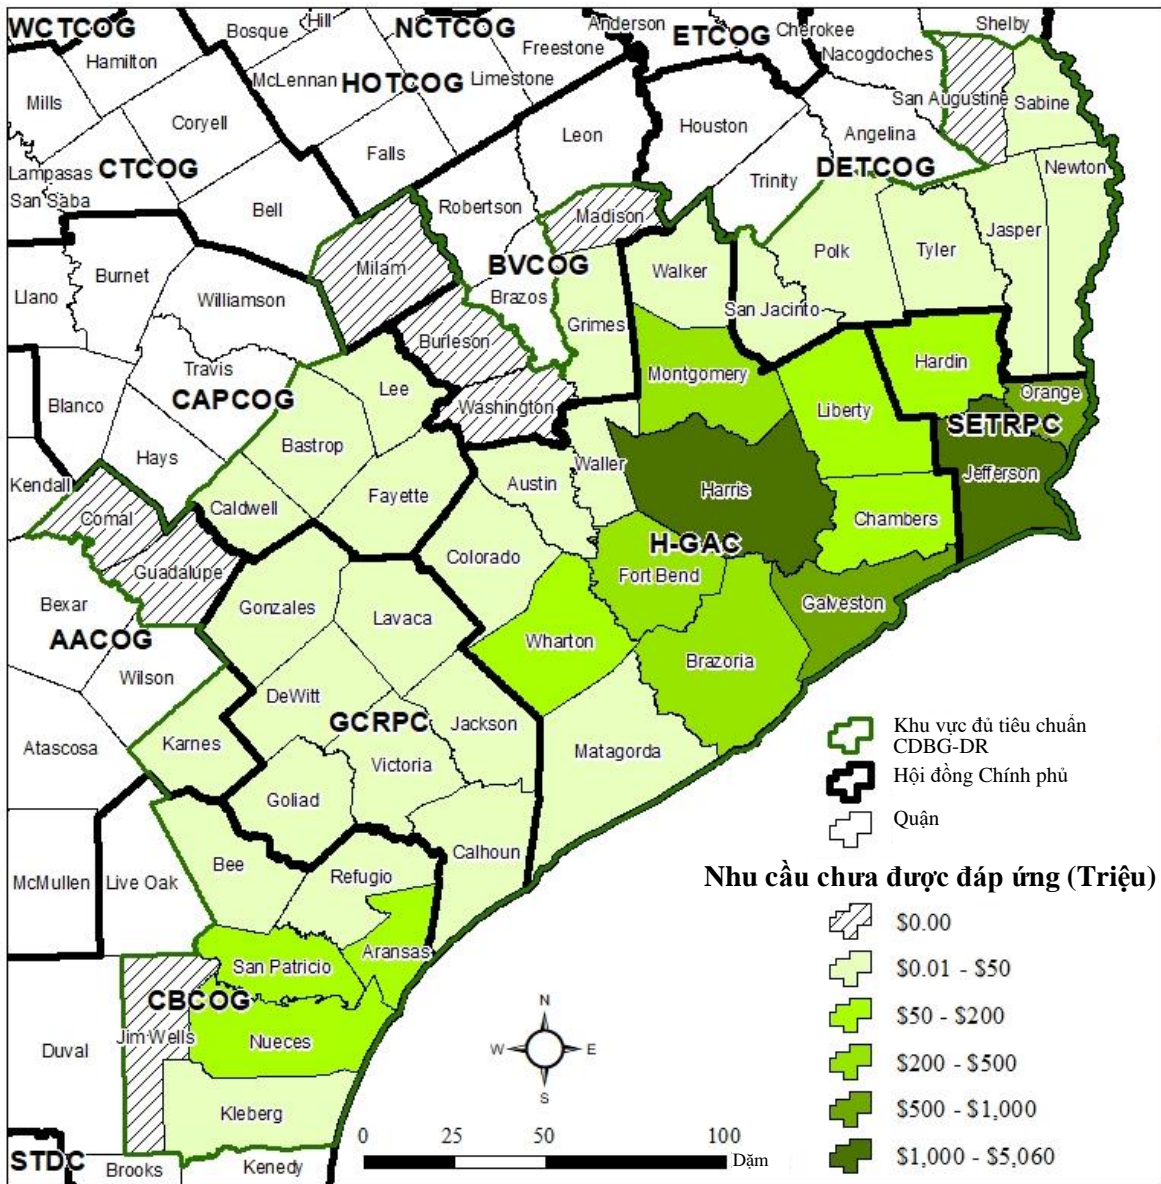 WCTCOG
Hamilton
Bosque
Hill
NCTCOG
Anderson
Freestone
ETCOG
Cherokee
Nacogdoches
Shelby
McLennan
HOTCOG
Limestone
San Augustine
Sabine
Mills
Coryell
Leon
Houston
Angelina
Falls
Lampasas
CTCOG
DETCOG
Newton
San Saba
Bell
Robertson
Madison
Trinity
Jasper
Burnet
Milam
BVCOG
Walker
Polk
Tyler
Llano
Williamson
Brazos
Grimes
San Jacinto
Burleson
Hardin
Travis
Lee
Montgomery
Orange
Blanco
CAPCOG
Washington
Liberty
SETRPC
Bastrop
Hays
Waller
Jefferson
Kendall
Fayette
Austin
Harris
Caldwell
Comal
Chambers
H-GAC
Colorado
Guadalupe
Fort Bend
Bexar
Gonzales
Lavaca
Galveston
AACOG
Wharton
Brazoria
Wilson
DeWitt
GCRPC
Jackson
Atascosa
Karnes
Victoria
Matagorda
Goliad
Calhoun
Bee
Refugio
McMullen
Live Oak
Aransas
San Patricio
CBCOG
Jim Wells
Nueces
Duval
Kleberg
STDC
Brooks
Kenedy
N
W
E
S
0
25
50
100
Dặm
Khu vực đủ tiêu chuẩn
CDBG-DR
Hội đồng Chính phủ
Quận
Nhu cầu chưa được đáp ứng (Triệu)
$0.00
$0.01 - $50
$50 - $200
$200 - $500
$500 - $1,000
$1,000 - $5,060